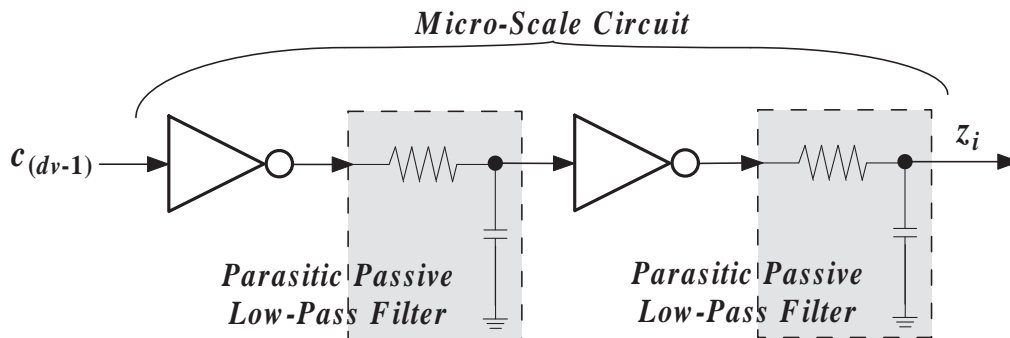 Micro-Scale Circuit
c(dv-1)
zi
Parasitic Passive
Low-Pass Filter
Parasitic Passive
Low-Pass Filter